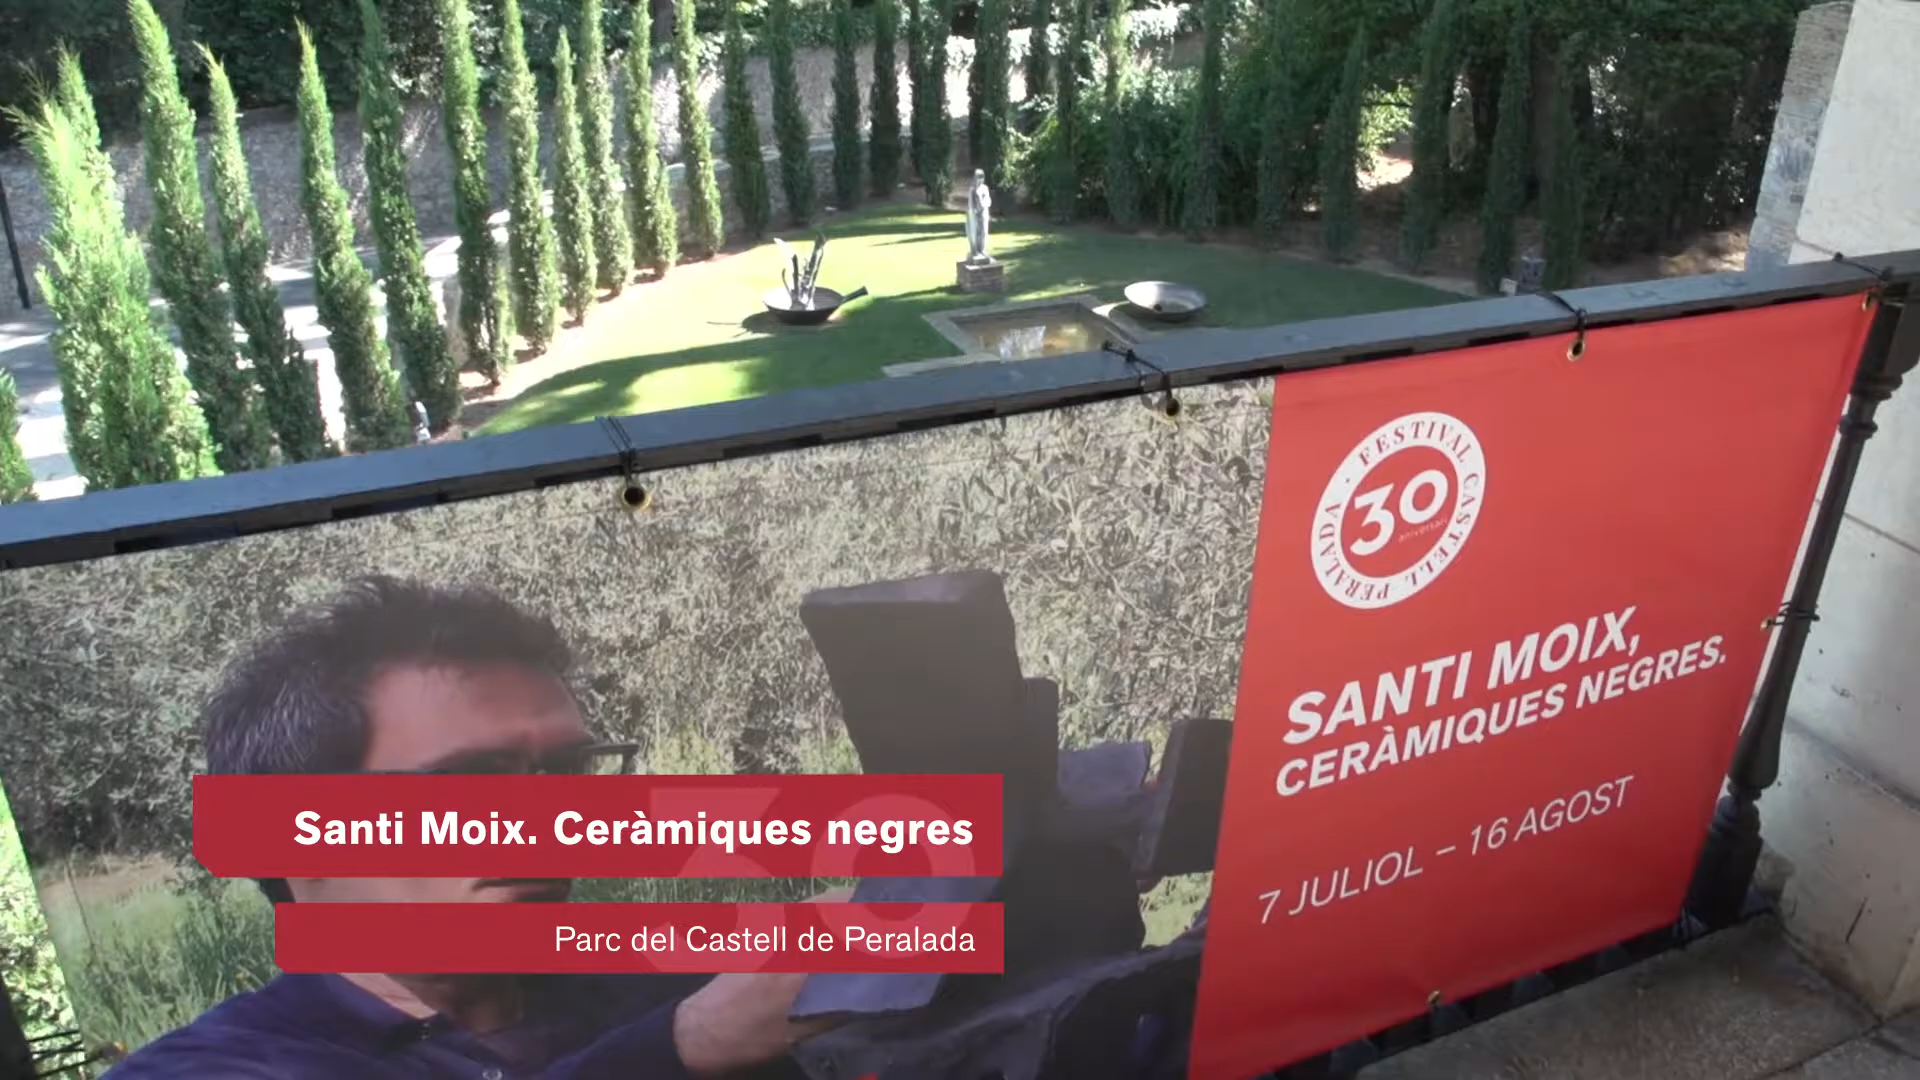 FESTIVAL CASTELL PERALADA
30
aniversari
SANTI MOIX,
CERÀMIQUES NEGRES.
7 JULIOL – 16 AGOST
Santi Moix. Ceràmiques negres
Parc del Castell de Peralada